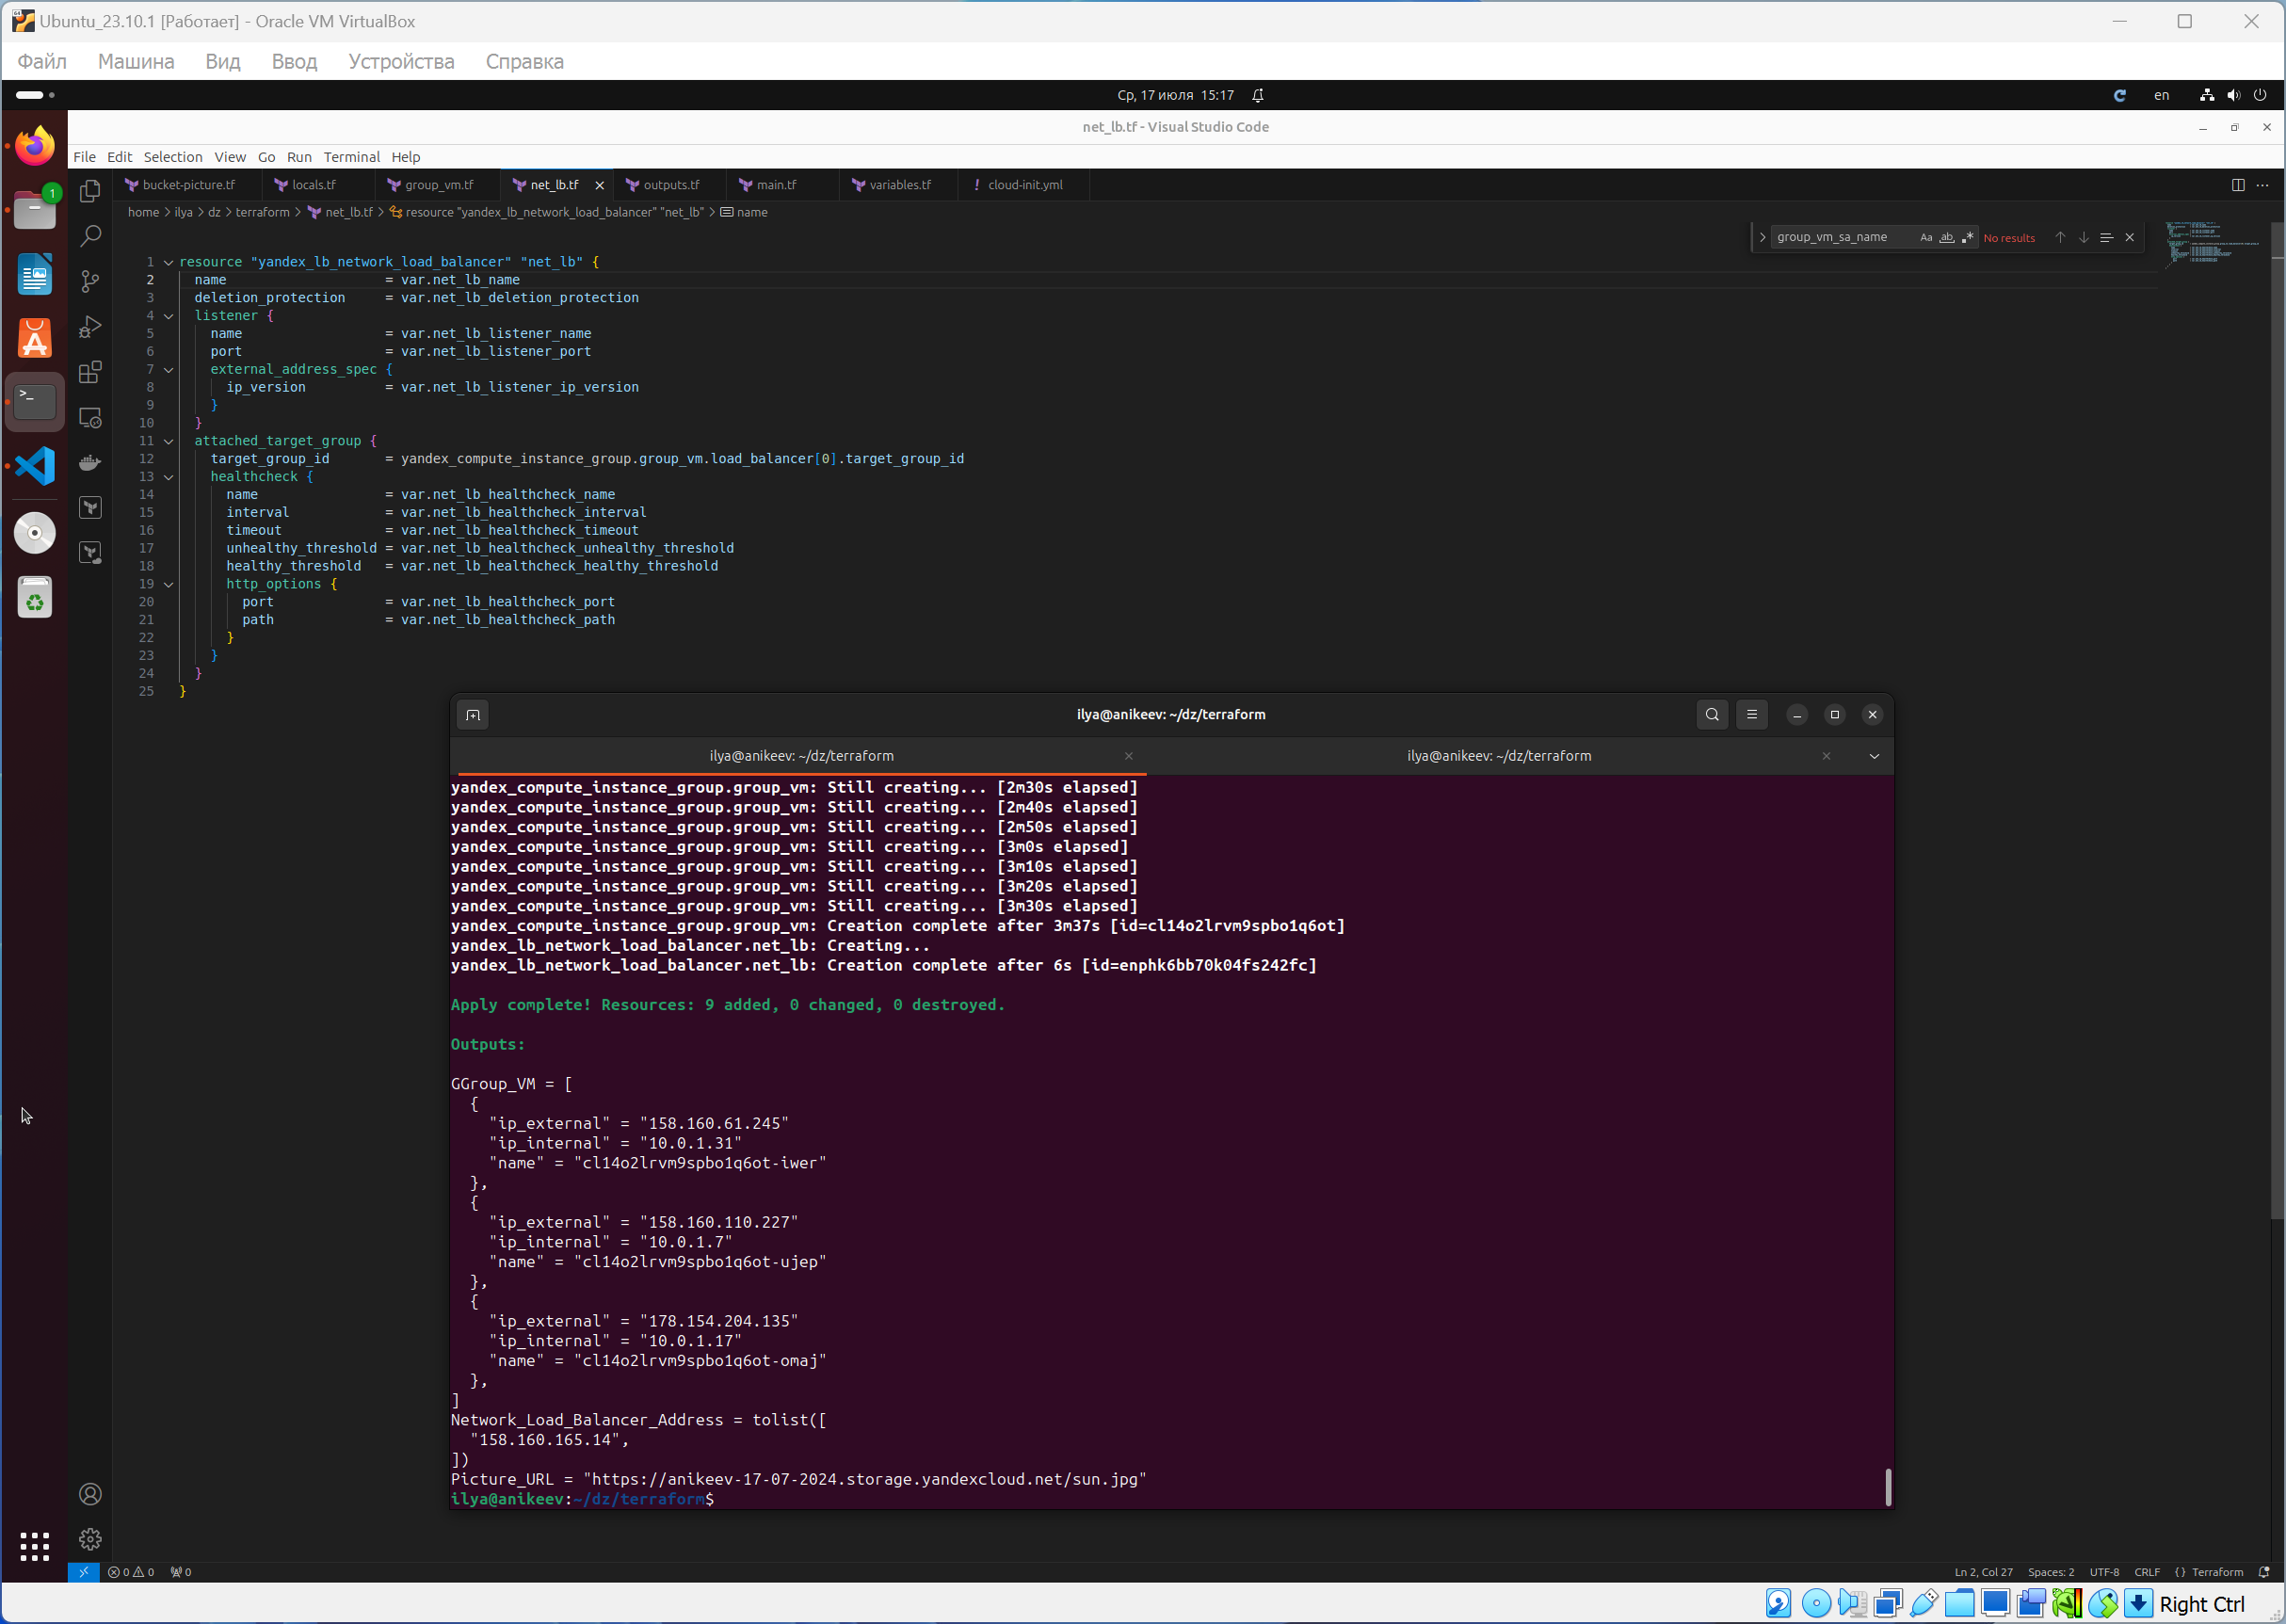 Ubuntu_23.10.1 [Работает] - Oracle VM VirtualBox
Файл Машина Вид Ввод Устройства Справка
Ср, 17 июля 15:17
en
net_lb.tf - Visual Studio Code
File Edit Selection View Go Run Terminal Help
1
bucket-picture.tf locals.tf group_vm.tf net_lb.tf outputs.tf main.tf variables.tf ! cloud-init.yml
home > ilya > dz > terraform > net_lb.tf > resource "yandex_lb_network_load_balancer" "net_lb" > name
group_vm_sa_name Aa ab .* No results
1 resource "yandex_lb_network_load_balancer" "net_lb" {
2 name = var.net_lb_name
3 deletion_protection = var.net_lb_deletion_protection
4 listener {
5 name = var.net_lb_listener_name
6 port = var.net_lb_listener_port
7 external_address_spec {
8 ip_version = var.net_lb_listener_ip_version
9 }
10 }
11 attached_target_group {
12 target_group_id = yandex_compute_instance_group.group_vm.load_balancer[0].target_group_id
13 healthcheck {
14 name = var.net_lb_healthcheck_name
15 interval = var.net_lb_healthcheck_interval
16 timeout = var.net_lb_healthcheck_timeout
17 unhealthy_threshold = var.net_lb_healthcheck_unhealthy_threshold
18 healthy_threshold = var.net_lb_healthcheck_healthy_threshold
19 http_options {
20 port = var.net_lb_healthcheck_port
21 path = var.net_lb_healthcheck_path
22 }
23 }
24 }
25 }
ilya@anikeev: ~/dz/terraform
ilya@anikeev: ~/dz/terraform ilya@anikeev: ~/dz/terraform
yandex_compute_instance_group.group_vm: Still creating... [2m30s elapsed]
yandex_compute_instance_group.group_vm: Still creating... [2m40s elapsed]
yandex_compute_instance_group.group_vm: Still creating... [2m50s elapsed]
yandex_compute_instance_group.group_vm: Still creating... [3m0s elapsed]
yandex_compute_instance_group.group_vm: Still creating... [3m10s elapsed]
yandex_compute_instance_group.group_vm: Still creating... [3m20s elapsed]
yandex_compute_instance_group.group_vm: Still creating... [3m30s elapsed]
yandex_compute_instance_group.group_vm: Creation complete after 3m37s [id=cl14o2lrvm9spbo1q6ot]
yandex_lb_network_load_balancer.net_lb: Creating...
yandex_lb_network_load_balancer.net_lb: Creation complete after 6s [id=enphk6bb70k04fs242fc]
Apply complete! Resources: 9 added, 0 changed, 0 destroyed.
Outputs:
GGroup_VM = [
{
"ip_external" = "158.160.61.245"
"ip_internal" = "10.0.1.31"
"name" = "cl14o2lrvm9spbo1q6ot-iwer"
},
{
"ip_external" = "158.160.110.227"
"ip_internal" = "10.0.1.7"
"name" = "cl14o2lrvm9spbo1q6ot-ujep"
},
{
"ip_external" = "178.154.204.135"
"ip_internal" = "10.0.1.17"
"name" = "cl14o2lrvm9spbo1q6ot-omaj"
},
]
Network_Load_Balancer_Address = tolist([
"158.160.165.14",
])
Picture_URL = "https://anikeev-17-07-2024.storage.yandexcloud.net/sun.jpg"
ilya@anikeev:~/dz/terraform$
0 0 0 Ln 2, Col 27 Spaces: 2 UTF-8 CRLF {} Terraform
Right Ctrl